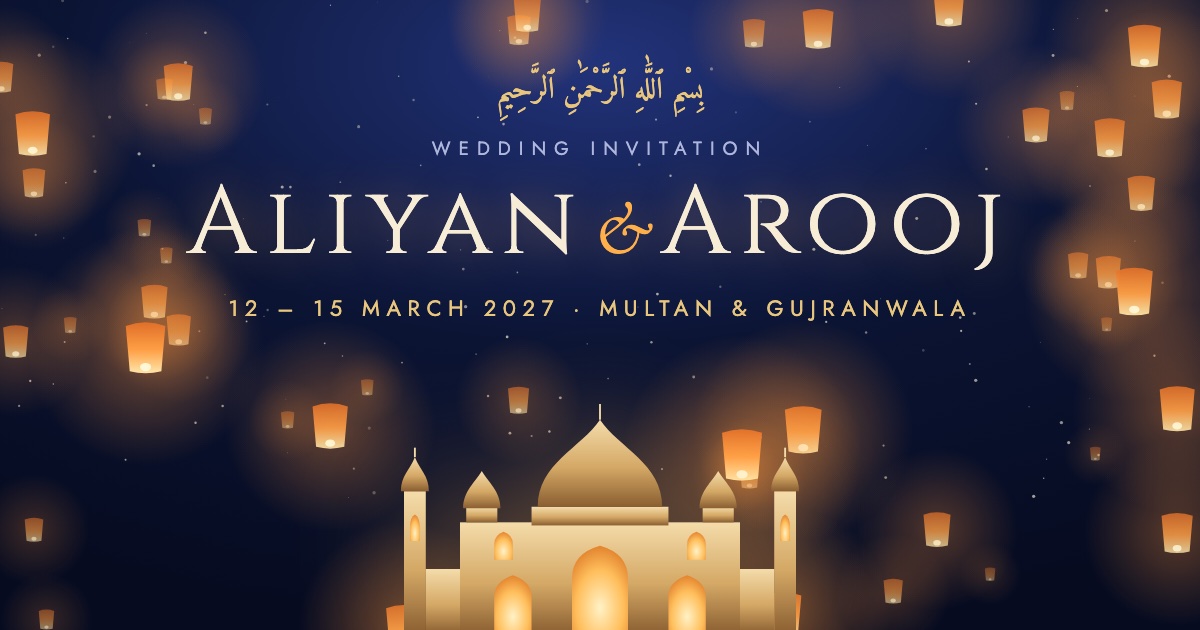 بِسْمِ ٱللَّهِ ٱلرَّحْمَٰنِ ٱلرَّحِيمِ
WEDDING INVITATION
ALIYAN & AROOJ
12 — 15 MARCH 2027 · MULTAN & GUJRANWALA